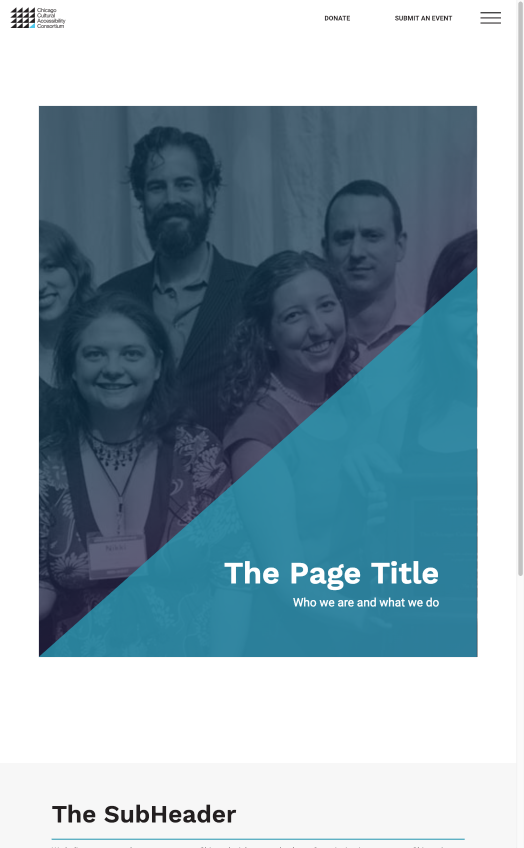 Chicago
Cultural
Accessibility
Consortium
DONATE
SUBMIT AN EVENT
The Page Title
Who we are and what we do
The SubHeader